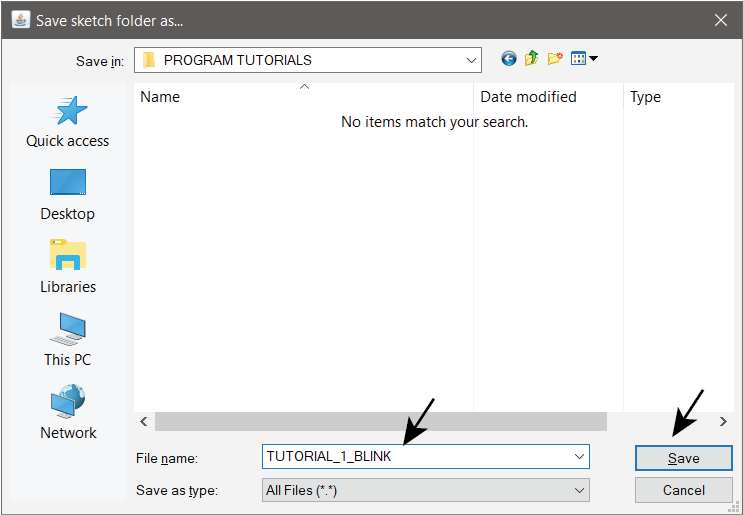 Save sketch folder as...
Save in: PROGRAM TUTORIALS
Name Date modified Type
No items match your search.
Quick access
Desktop
Libraries
This PC
Network
File name: TUTORIAL_1_BLINK Save
Save as type: All Files (*.*) Cancel